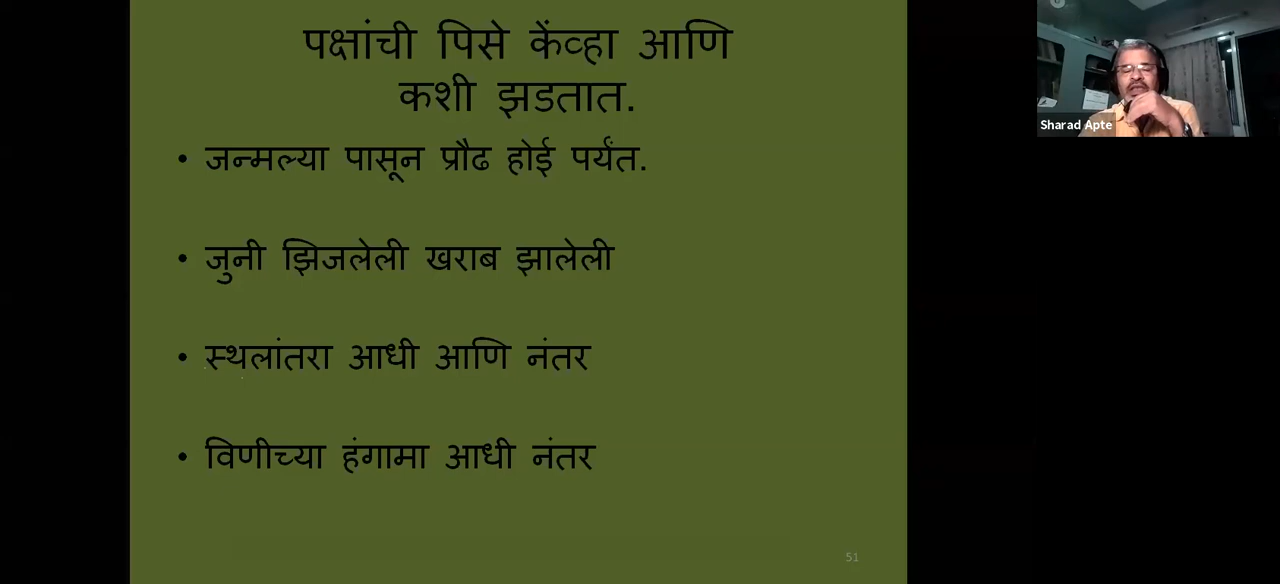 पक्षांची पिसे केंव्हा आणि
कशी झडतात.
• जन्मल्या पासून प्रौढ होई पर्यंत.
• जुनी झिजलेली खराब झालेली
• स्थलांतरा आधी आणि नंतर
• विणीच्या हंगामा आधी नंतर
51
Sharad Apte